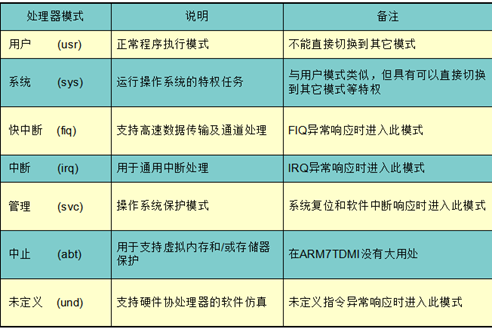 处理器模式 说明 备注
用户 (usr) 正常程序执行模式 不能直接切换到其它模式
系统 (sys) 运行操作系统的特权任务 与用户模式类似，但具有可以直接切换
到其它模式等特权
快中断 (fiq) 支持高速数据传输及通道处理 FIQ异常响应时进入此模式
中断 (irq) 用于通用中断处理 IRQ异常响应时进入此模式
管理 (svc) 操作系统保护模式 系统复位和软件中断响应时进入此模式
中止 (abt) 用于支持虚拟内存和/或存储器
保护 在ARM7TDMI没有大用处
未定义 (und) 支持硬件协处理器的软件仿真 未定义指令异常响应时进入此模式